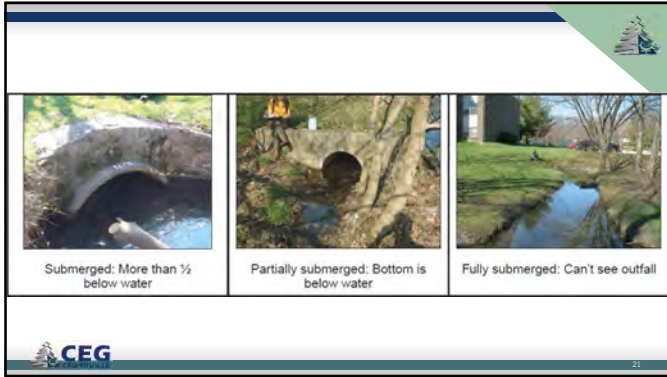 Submerged: More than ½
below water
Partially submerged: Bottom is
below water
Fully submerged: Can't see outfall
CEG
21